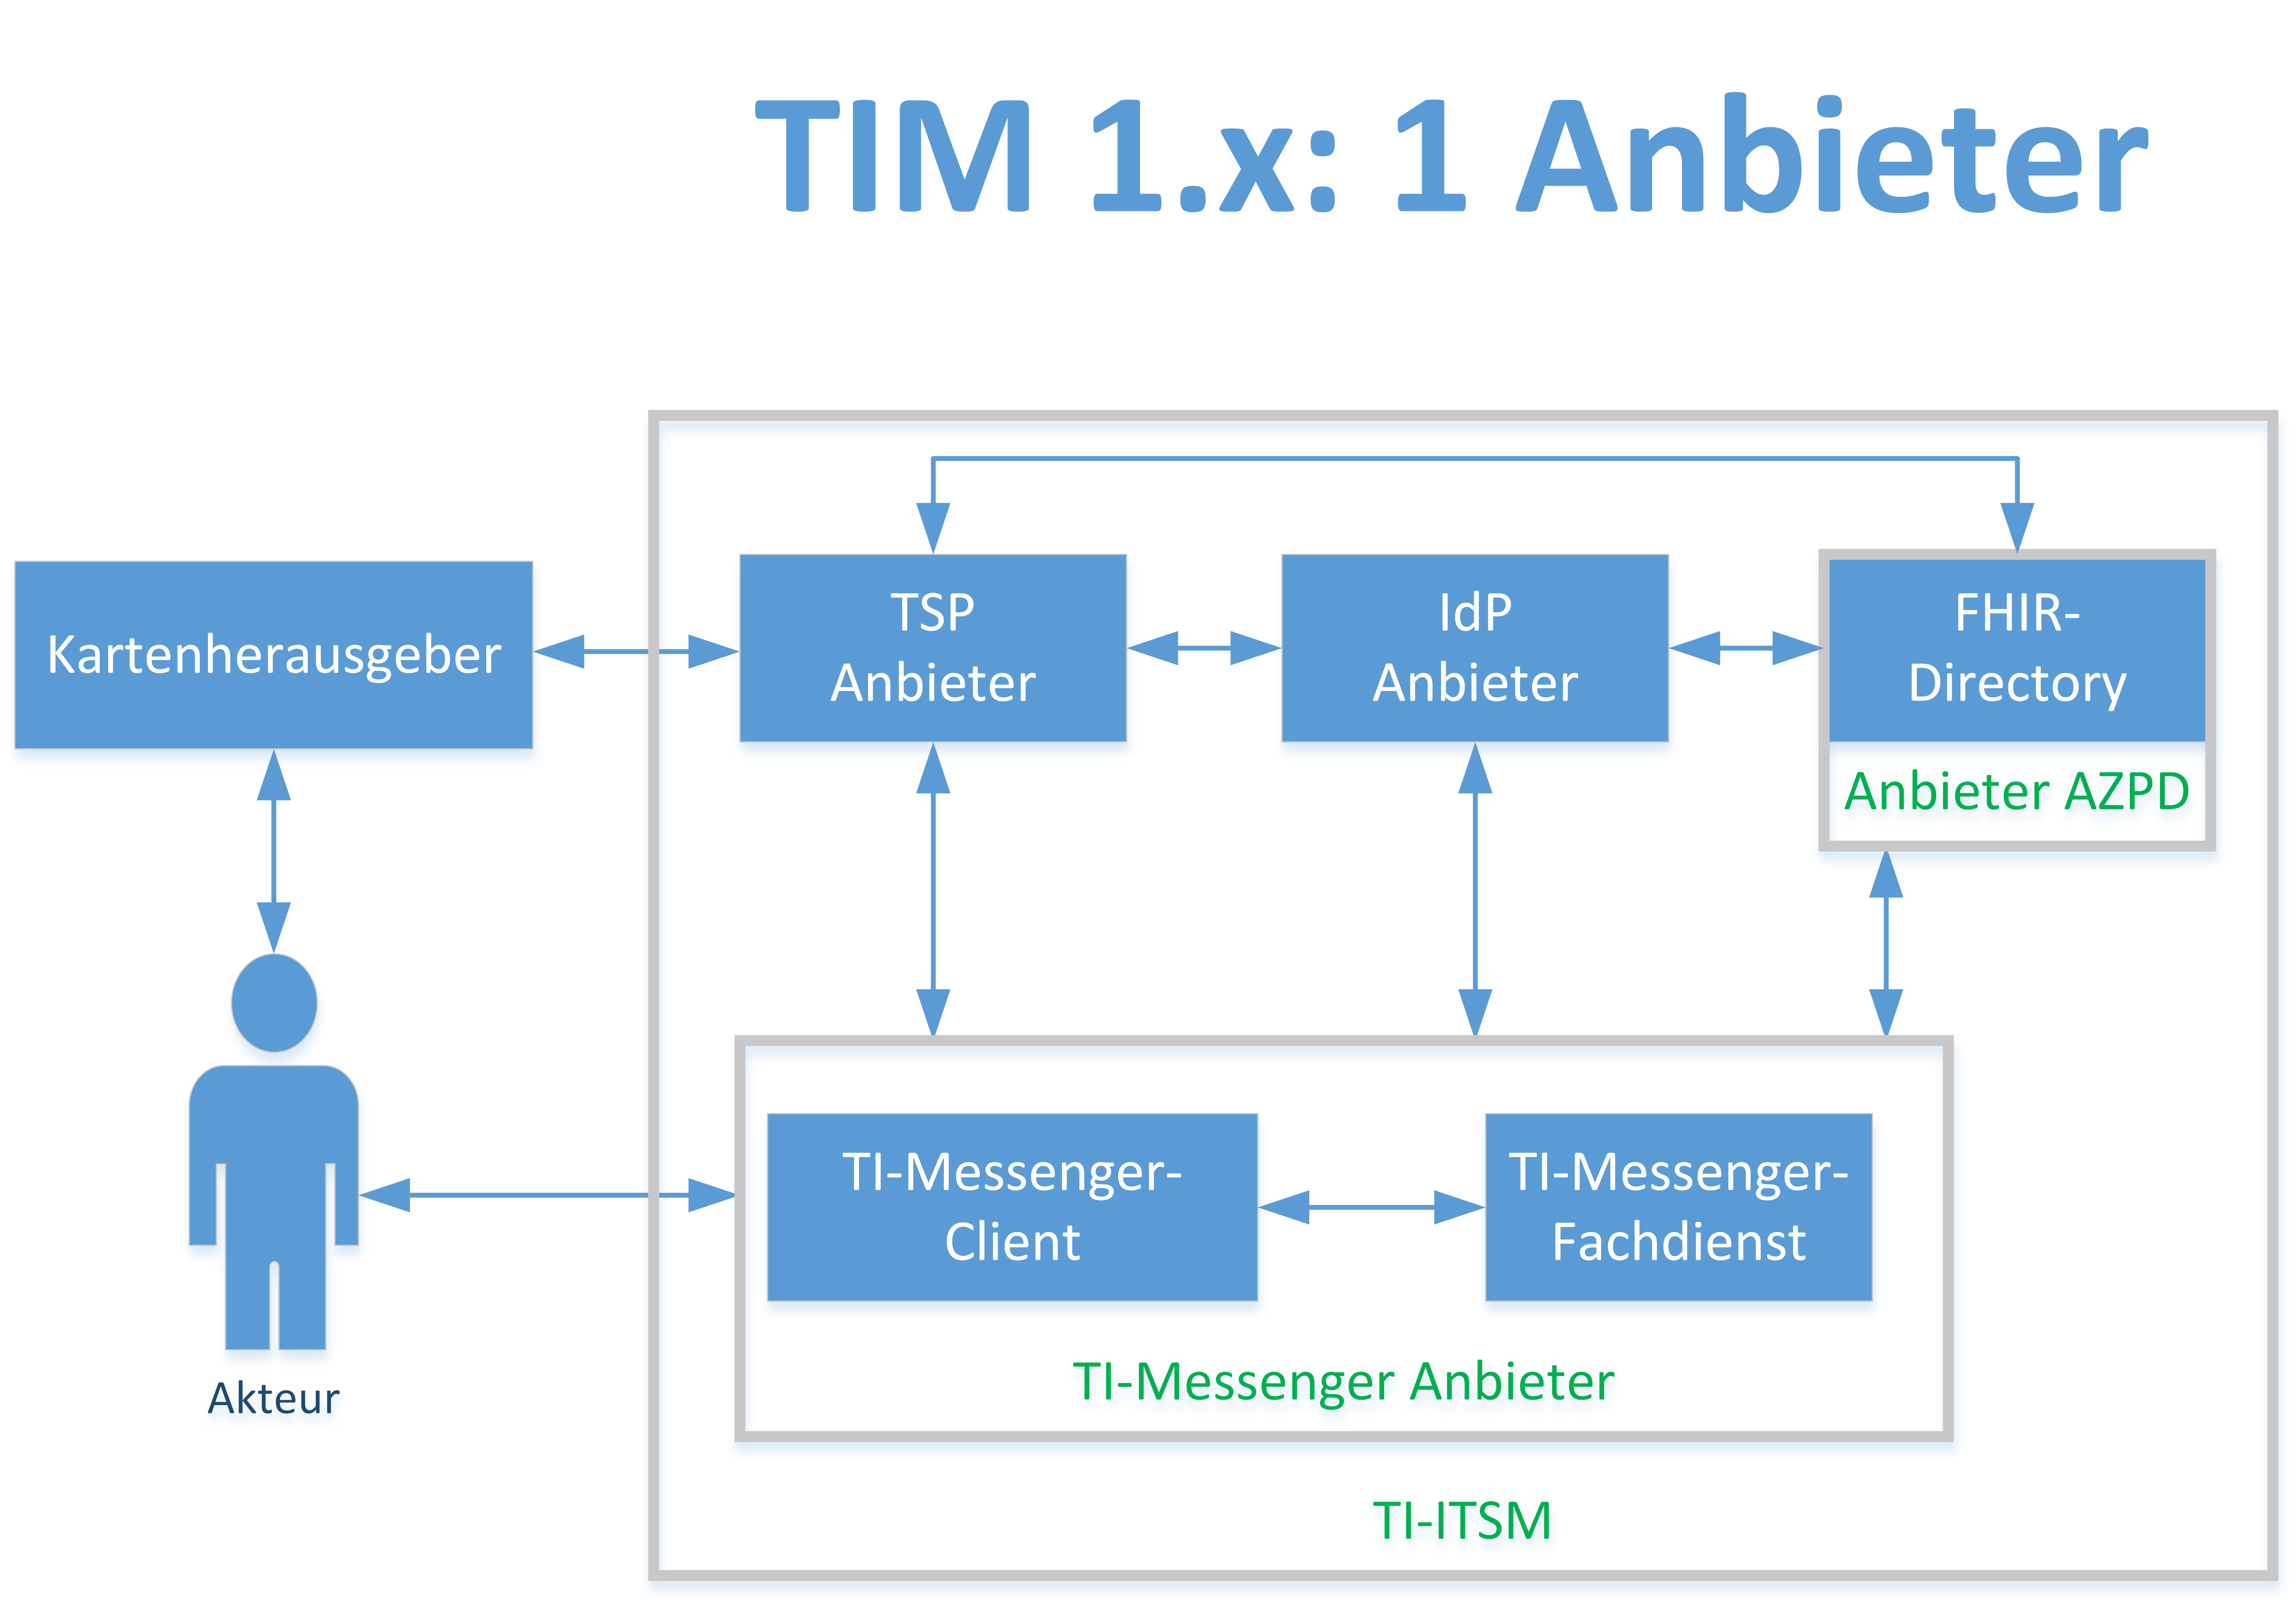 TIM 1.x: 1 Anbieter
Kartenherausgeber
TSP
Anbieter
IdP
Anbieter
FHIR-
Directory
Anbieter AZPD
TI-Messenger-
Client
TI-Messenger-
Fachdienst
TI-Messenger Anbieter
Akteur
TI-ITSM